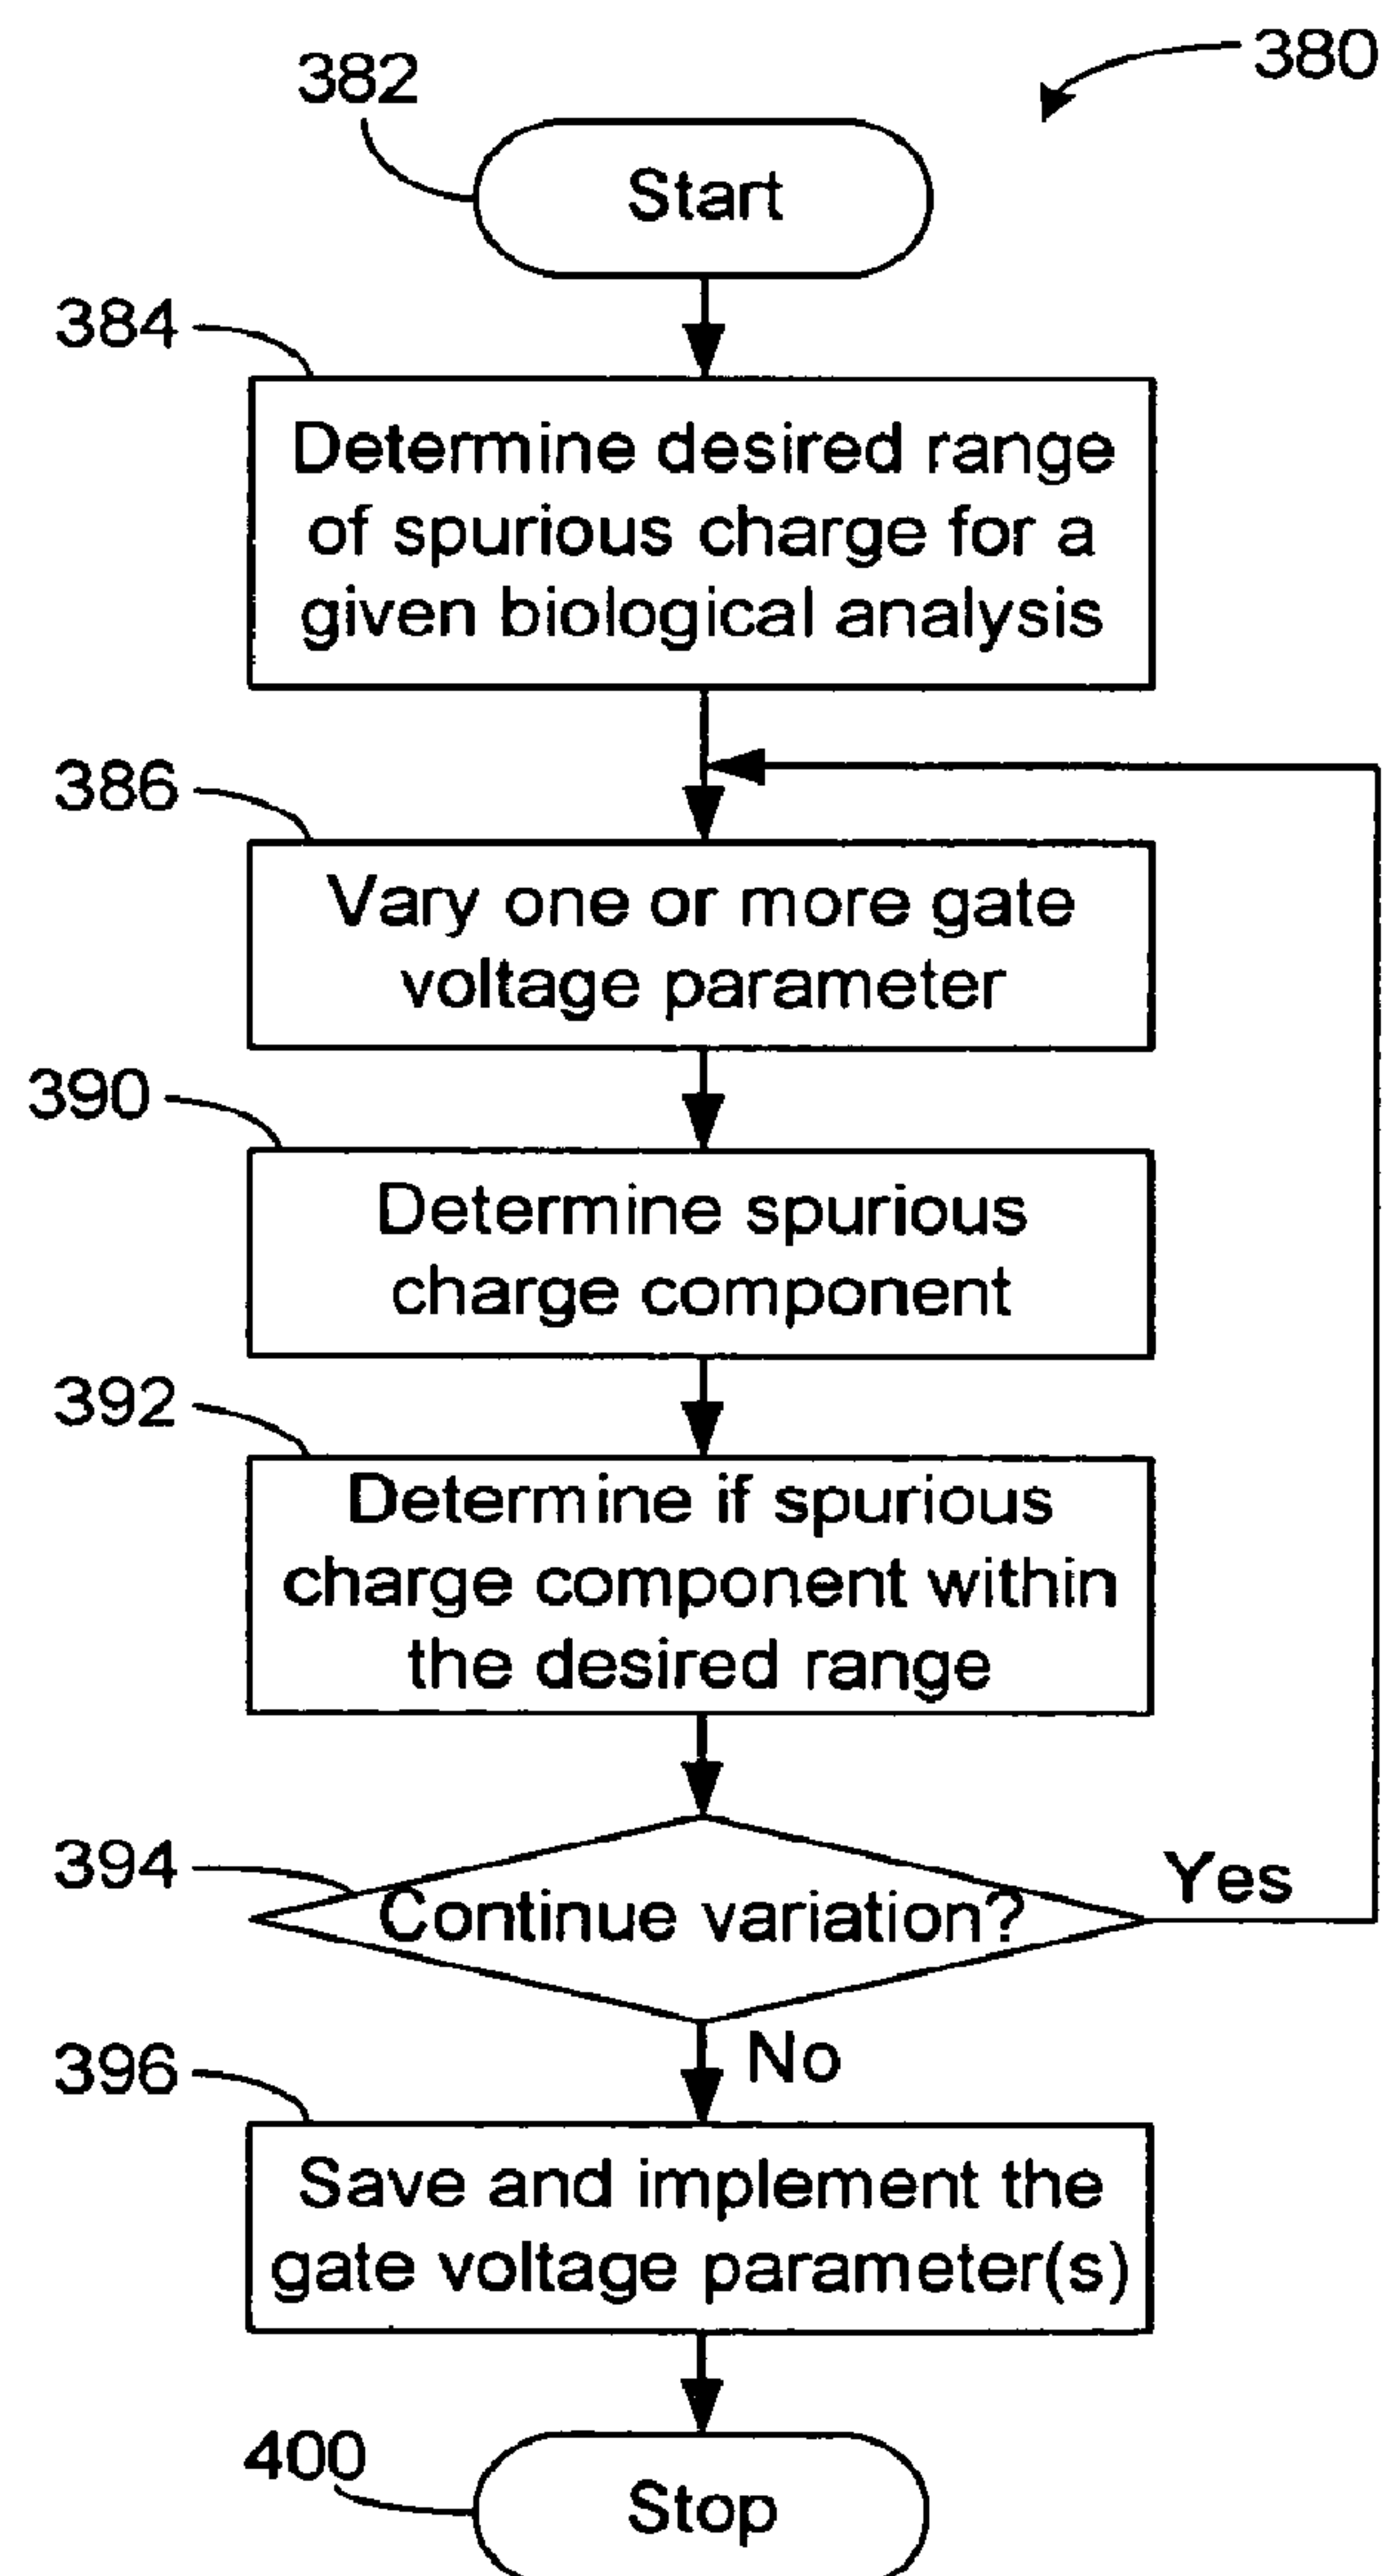 380
382
Start
384
Determine desired range
of spurious charge for a
given biological analysis
386
Vary one or more gate
voltage parameter
390
Determine spurious
charge component
392
Determine if spurious
charge component within
the desired range
394
Continue variation?
Yes
No
396
Save and implement the
gate voltage parameter(s)
400
Stop